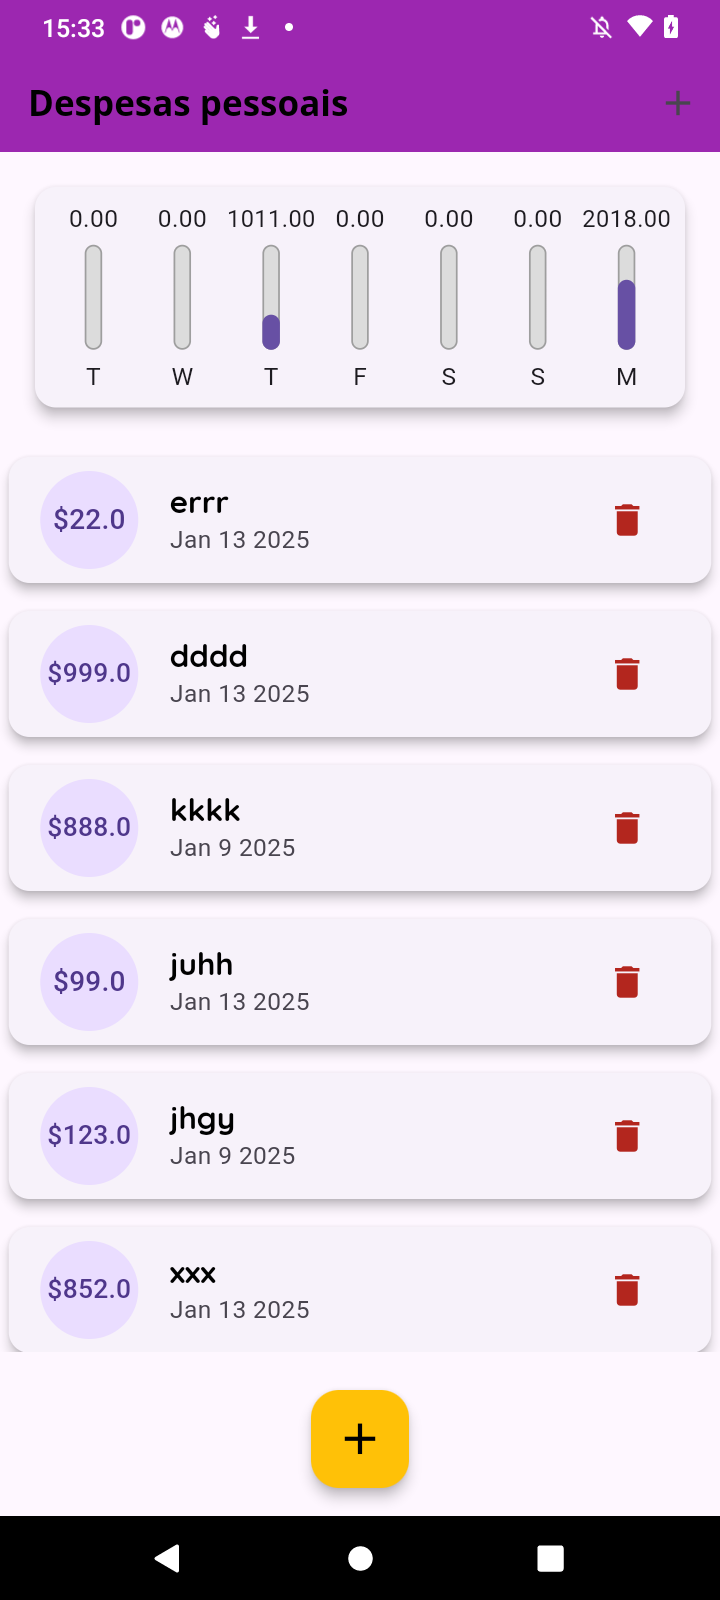 15:33
Despesas pessoais
0.00 0.00 1011.00 0.00 0.00 0.00 2018.00
T W T F S S M
$22.0
errr
Jan 13 2025
$999.0
dddd
Jan 13 2025
$888.0
kkkk
Jan 9 2025
$99.0
juhh
Jan 13 2025
$123.0
jhgy
Jan 9 2025
$852.0
xxx
Jan 13 2025